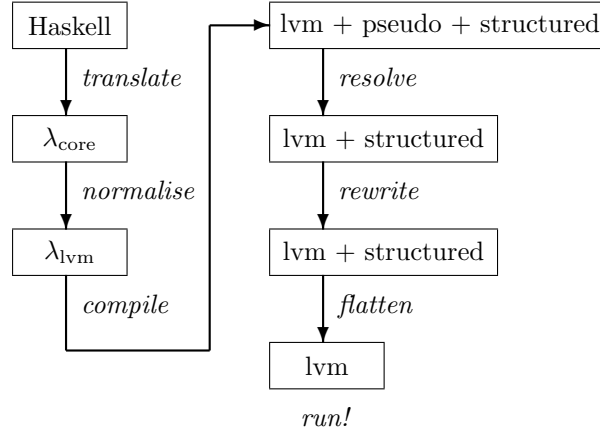 Haskell
translate
λcore
normalise
λlvm
compile
lvm + pseudo + structured
resolve
lvm + structured
rewrite
lvm + structured
flatten
lvm
run!